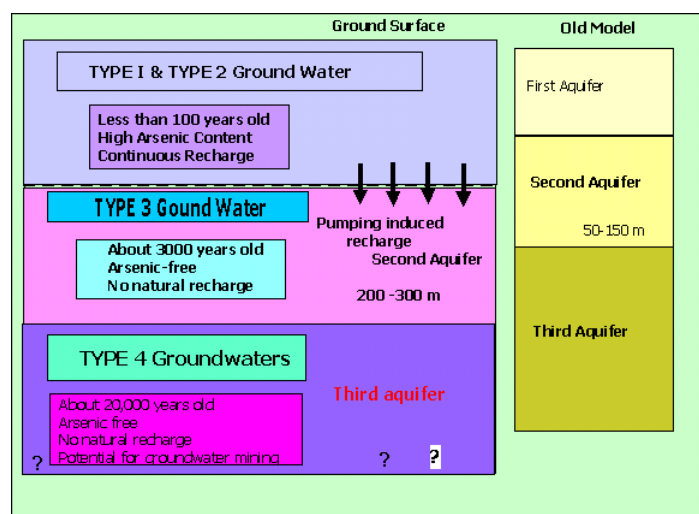 Ground Surface
Old Model
TYPE I & TYPE 2 Ground Water
Less than 100 years old
High Arsenic Content
Continuous Recharge
First Aquifer
TYPE 3 Gound Water
About 3000 years old
Arsenic-free
No natural recharge
Pumping induced
recharge
Second Aquifer
200 -300 m
Second Aquifer
50-150 m
TYPE 4 Groundwaters
About 20,000 years old
Arsenic free
No natural recharge
Potential for groundwater mining
Third aquifer
?
?
?
Third Aquifer